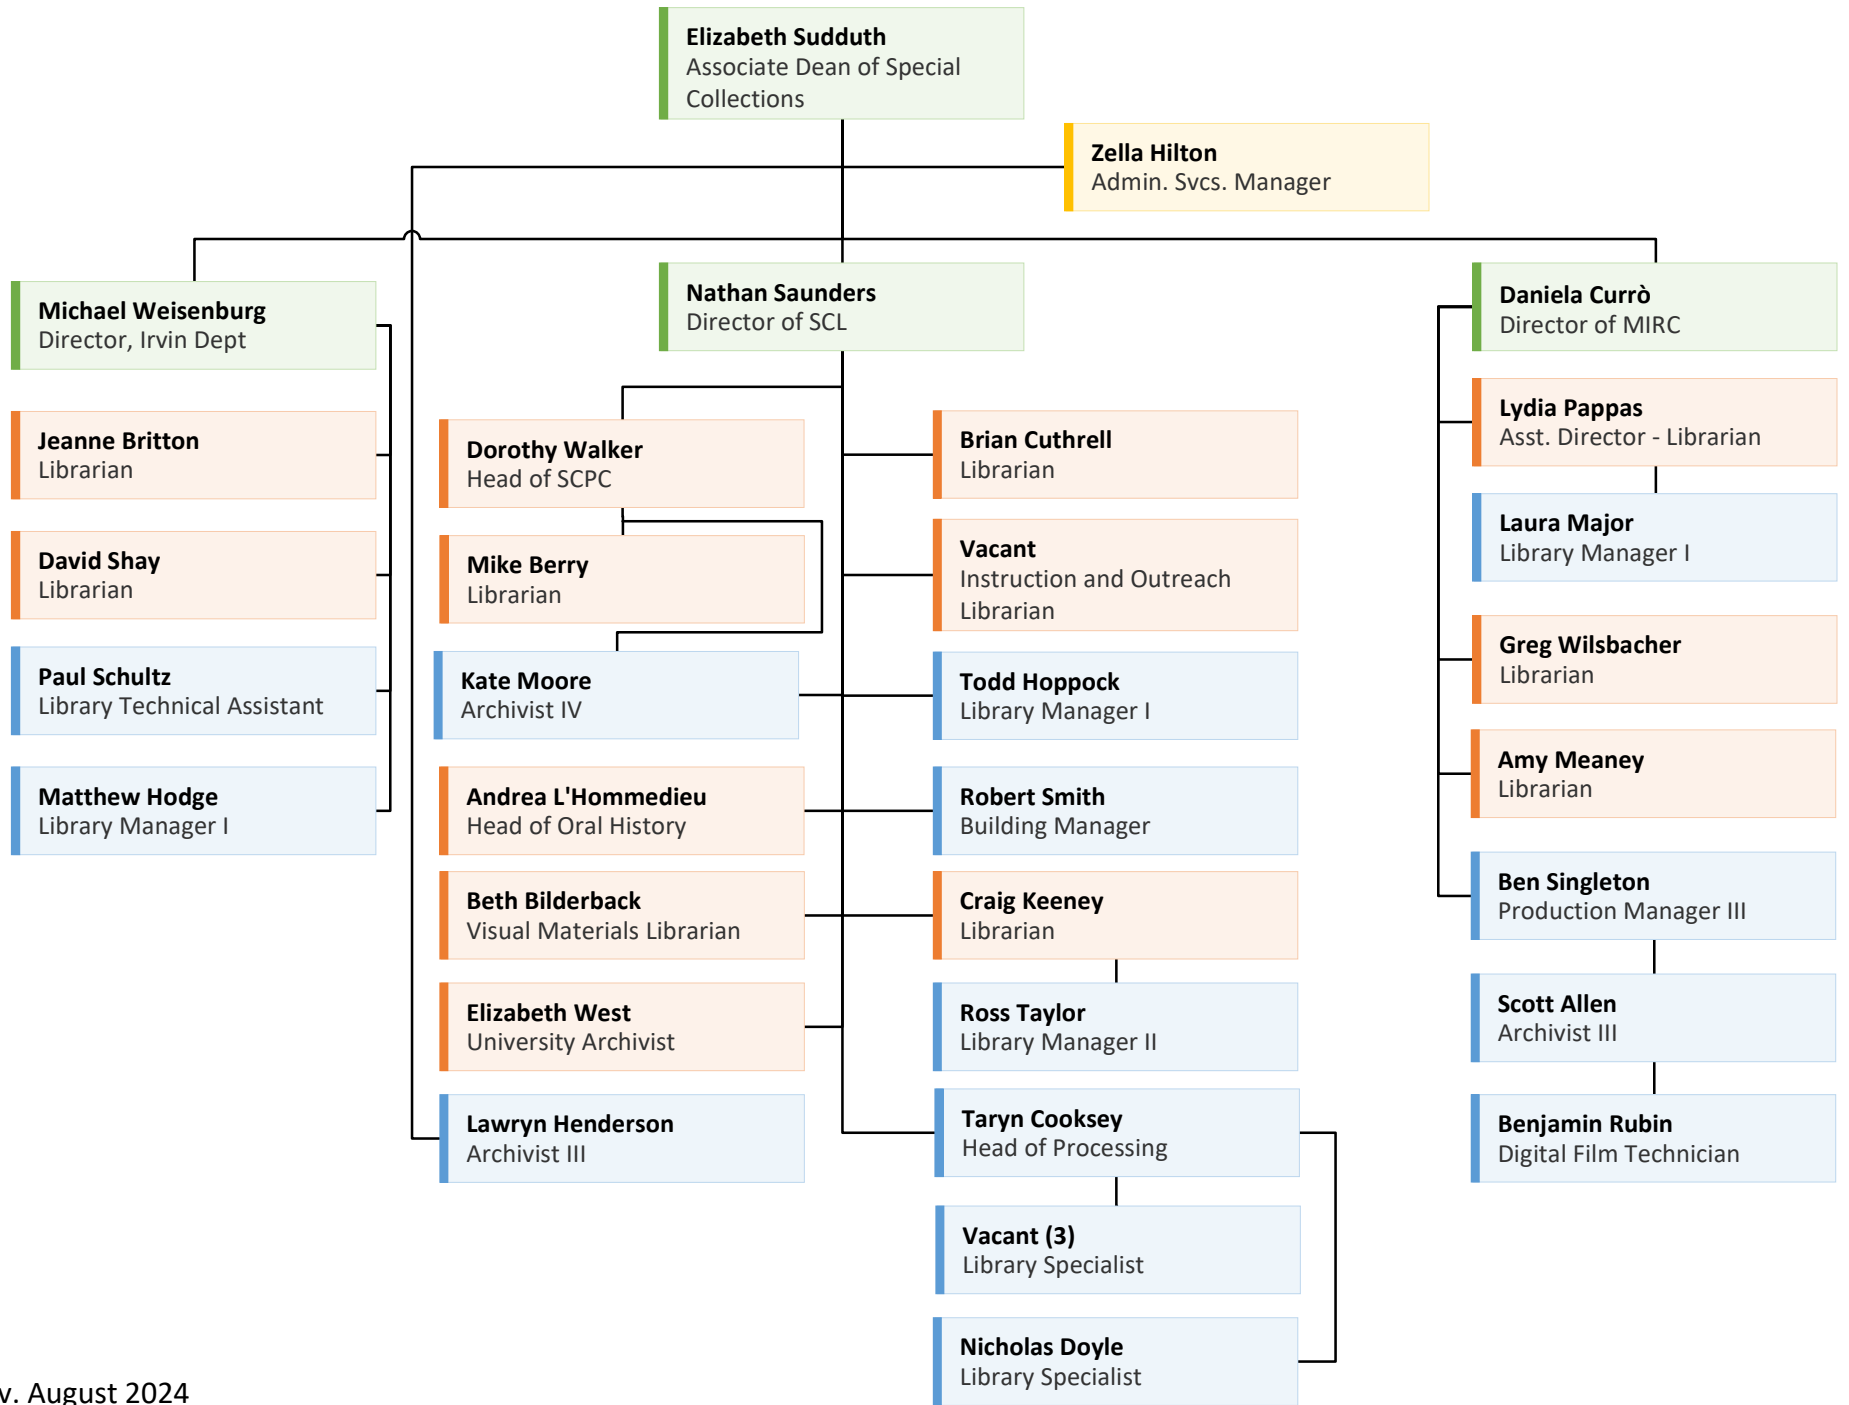 Elizabeth Sudduth
Associate Dean of Special
Collections
Zella Hilton
Admin. Svcs. Manager
Michael Weisenburg
Director, Irvin Dept
Nathan Saunders
Director of SCL
Daniela Currò
Director of MIRC
Jeanne Britton
Librarian
David Shay
Librarian
Paul Schultz
Library Technical Assistant
Matthew Hodge
Library Manager I
Dorothy Walker
Head of SCPC
Mike Berry
Librarian
Kate Moore
Archivist IV
Andrea L'Hommedieu
Head of Oral History
Beth Bilderback
Visual Materials Librarian
Elizabeth West
University Archivist
Lawryn Henderson
Archivist III
Brian Cuthrell
Librarian
Vacant
Instruction and Outreach
Librarian
Todd Hoppock
Library Manager I
Robert Smith
Building Manager
Craig Keeney
Librarian
Ross Taylor
Library Manager II
Taryn Cooksey
Head of Processing
Vacant (3)
Library Specialist
Nicholas Doyle
Library Specialist
Lydia Pappas
Asst. Director - Librarian
Laura Major
Library Manager I
Greg Wilsbacher
Librarian
Amy Meaney
Librarian
Ben Singleton
Production Manager III
Scott Allen
Archivist III
Benjamin Rubin
Digital Film Technician
v. August 2024